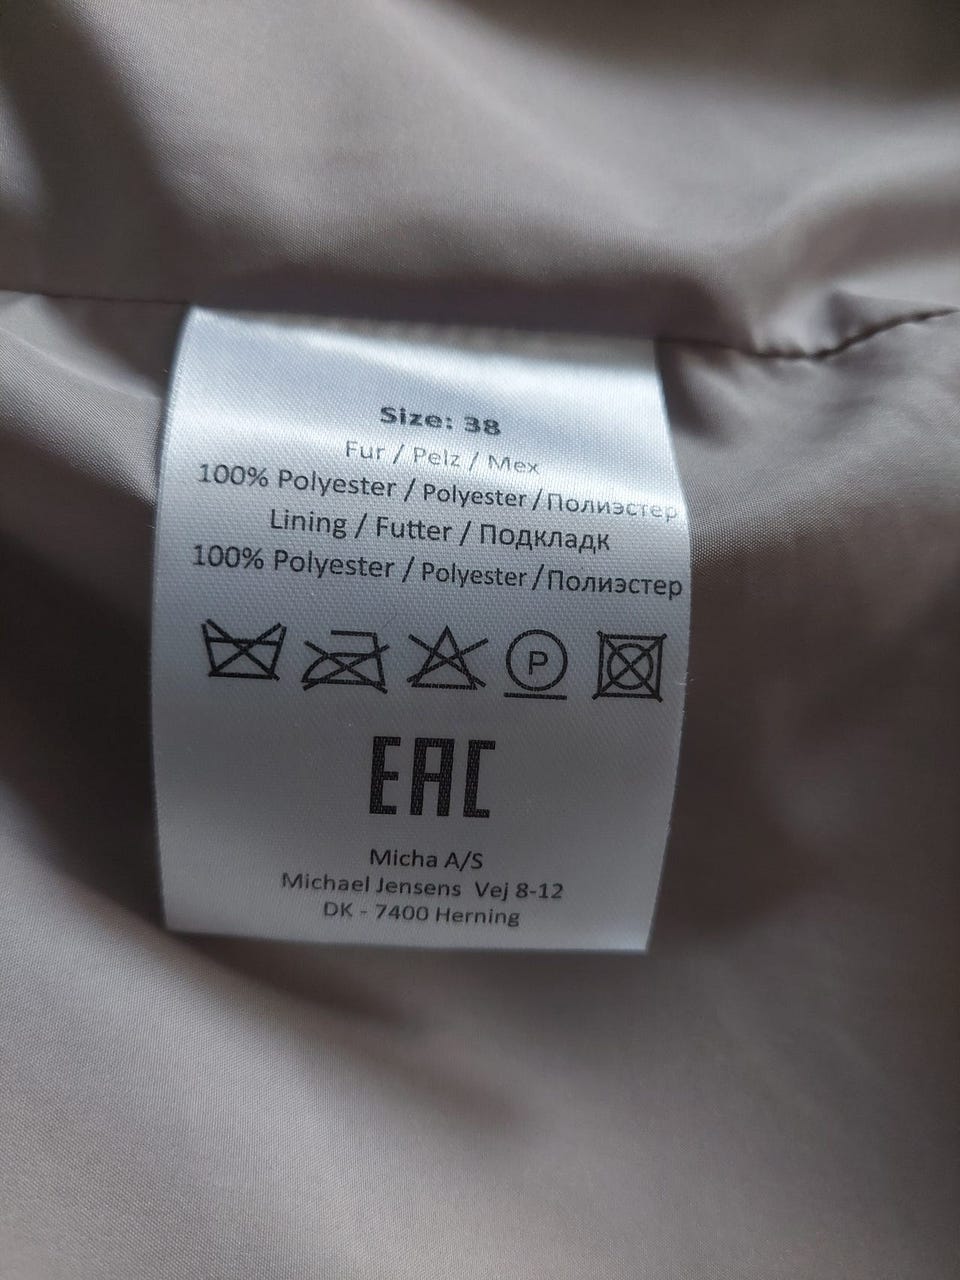 Size: 38
Fur / Pelz / Мех
100% Polyester / Polyester / Полиэстер
Lining / Futter / Подкладк
100% Polyester / Polyester / Полиэстер
P
EAC
Micha A/S
Michael Jensens Vej 8-12
DK - 7400 Herning